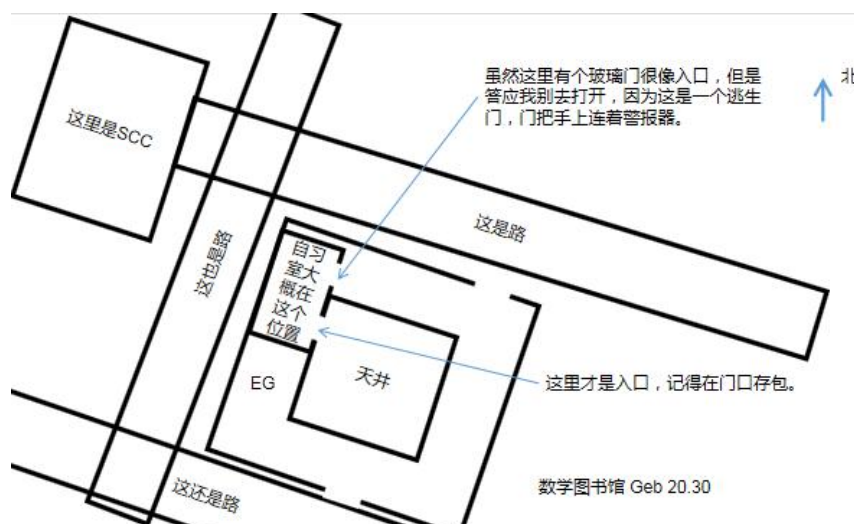 虽然这里有个玻璃门很像入口，但是
答应我别去打开，因为这是一个逃生
门，门把手上连着警报器。
北
这里是SCC
这是路
这也是路
自习
室大
概在
这个
位置
天井
EG
这里才是入口，记得在门口存包。
这还是路
数学图书馆 Geb 20.30